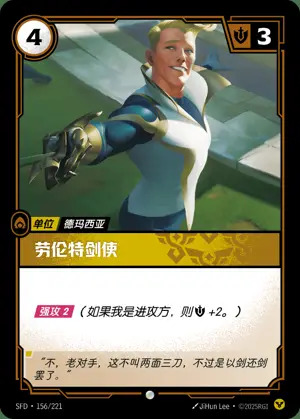 4
3
单位 德玛西亚
劳伦特剑使
强攻 2 (如果我是进攻方，则 +2。)
"不，老对手，这不叫两面三刀，不过是以剑还剑
罢了。"
SFD • 156/221 JiHun Lee • ©2025RGI